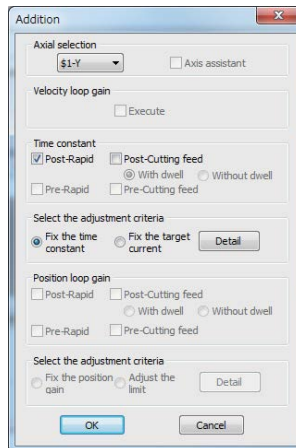 Addition
Axial selection
$1-Y
Axis assistant
Velocity loop gain
Execute
Time constant
Post-Rapid Post-Cutting feed
With dwell Without dwell
Pre-Rapid Pre-Cutting feed
Select the adjustment criteria
Fix the time constant
Fix the target current
Detail
Position loop gain
Post-Rapid Post-Cutting feed
With dwell Without dwell
Pre-Rapid Pre-Cutting feed
Select the adjustment criteria
Fix the position gain
Adjust the limit
Detail
OK Cancel